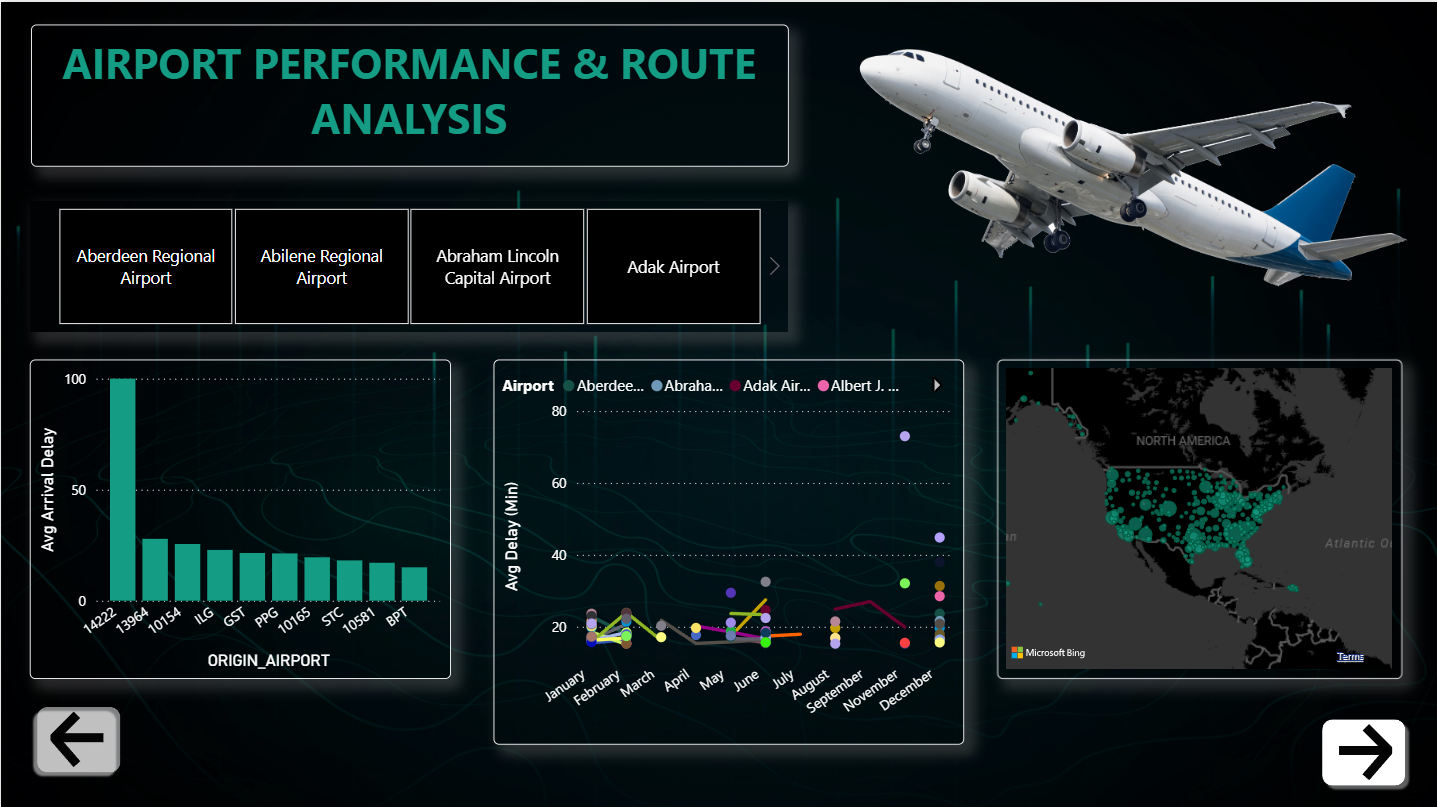 AIRPORT PERFORMANCE & ROUTE
ANALYSIS
Aberdeen Regional
Airport
Abilene Regional
Airport
Abraham Lincoln
Capital Airport
Adak Airport
100
50
0
Avg Arrival Delay
14222
13964
10154
ILG
GST
PPG
10165
STC
10581
BPT
ORIGIN_AIRPORT
Airport
Aberdee...
Abraha...
Adak Air...
Albert J. ...
80
60
40
20
Avg Delay (Min)
January
February
March
April
May
June
July
August
September
November
December
NORTH AMERICA
Atlantic O
Microsoft Bing
Terms